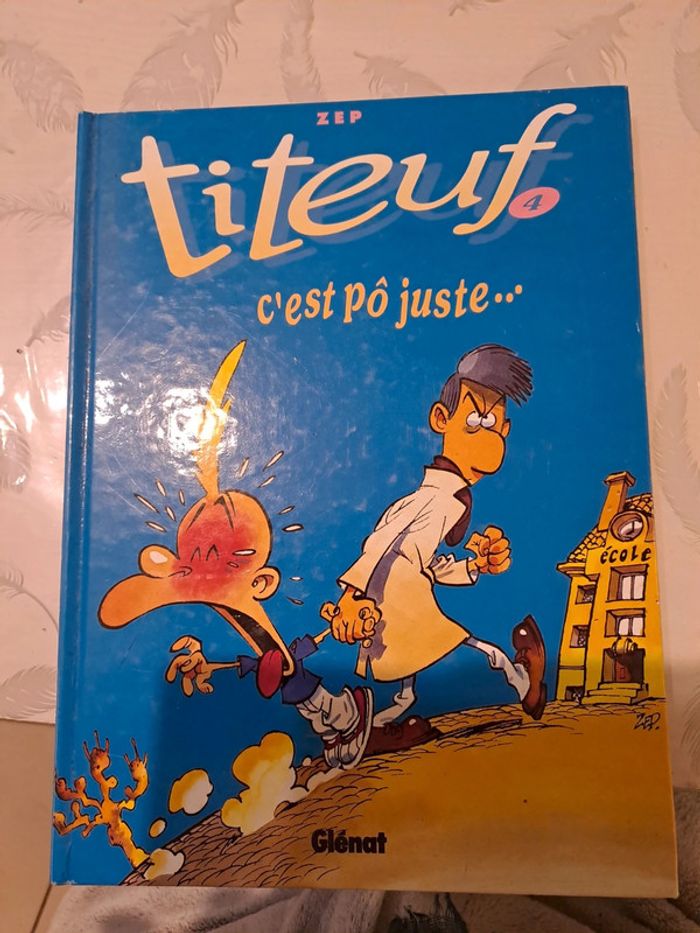 ZEP
titeuf
4
c'est pô juste...
école
ZEP.
Glénat